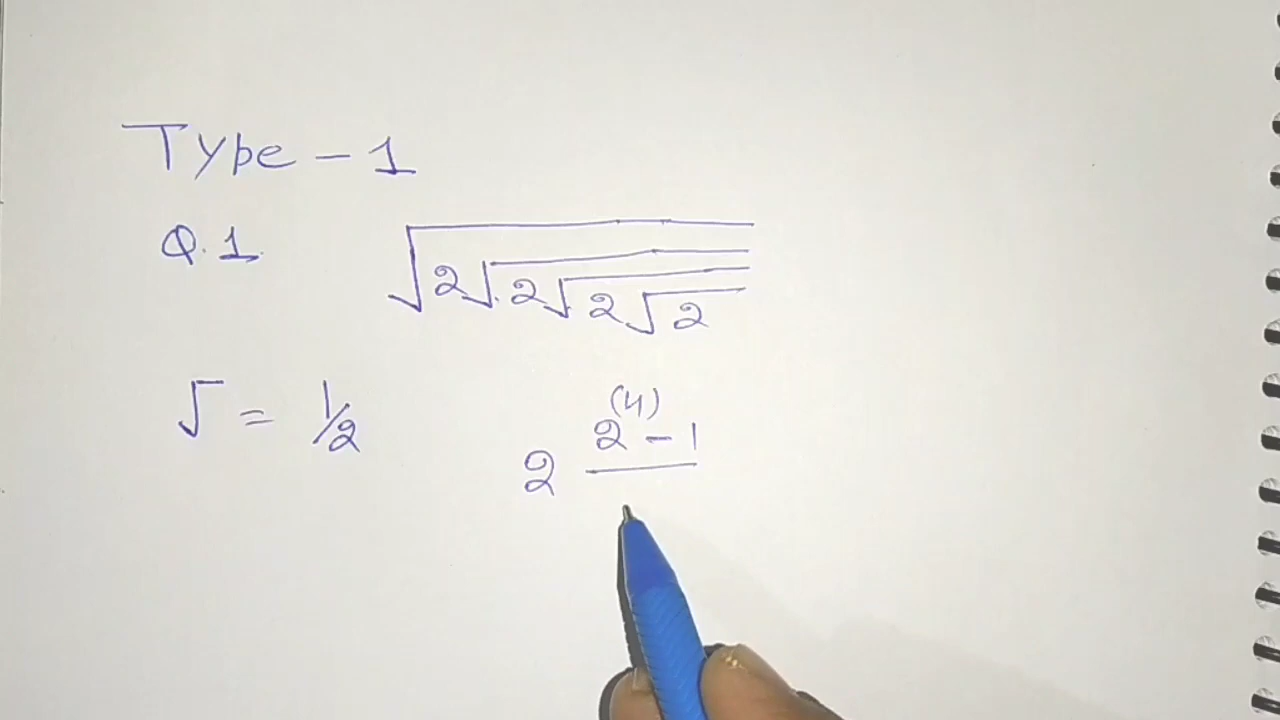 Type - 1
Q.1. √2√2√2√2
√ = 1/2
2 2^(4) - 1